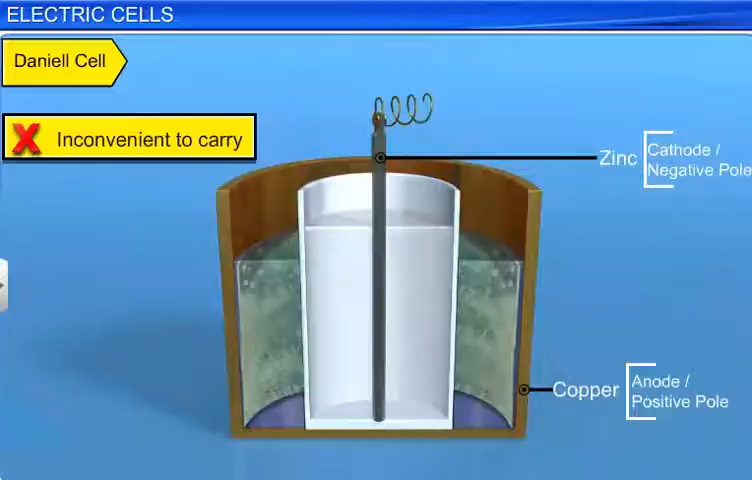 ELECTRIC CELLS
Daniell Cell
Inconvenient to carry
Zinc
Cathode /
Negative Pole
Copper
Anode /
Positive Pole